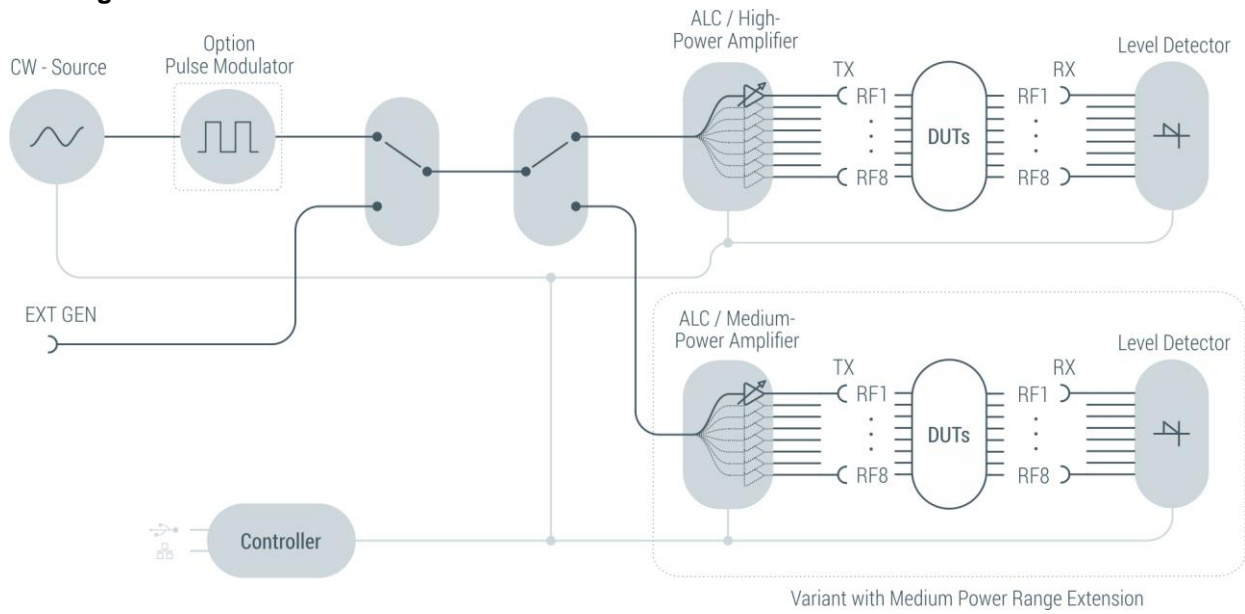 ALC / High-
Power Amplifier
Option
Pulse Modulator
CW - Source
Level Detector
TX
RX
RF1
RF8
DUTs
RF1
RF8
EXT GEN
ALC / Medium-
Power Amplifier
Level Detector
TX
RX
RF1
RF8
DUTs
RF1
RF8
Controller
Variant with Medium Power Range Extension